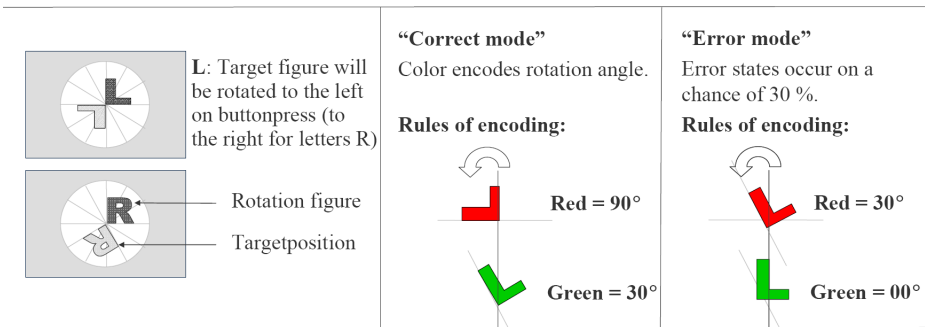 L: Target figure will
be rotated to the left
on buttonpress (to
the right for letters R)
L
L
R
R
Rotation figure
Targetposition
“Correct mode”
Color encodes rotation angle.
Rules of encoding:
L
Red = 90°
L
Green = 30°
“Error mode”
Error states occur on a
chance of 30 %.
Rules of encoding:
L
Red = 30°
L
Green = 00°